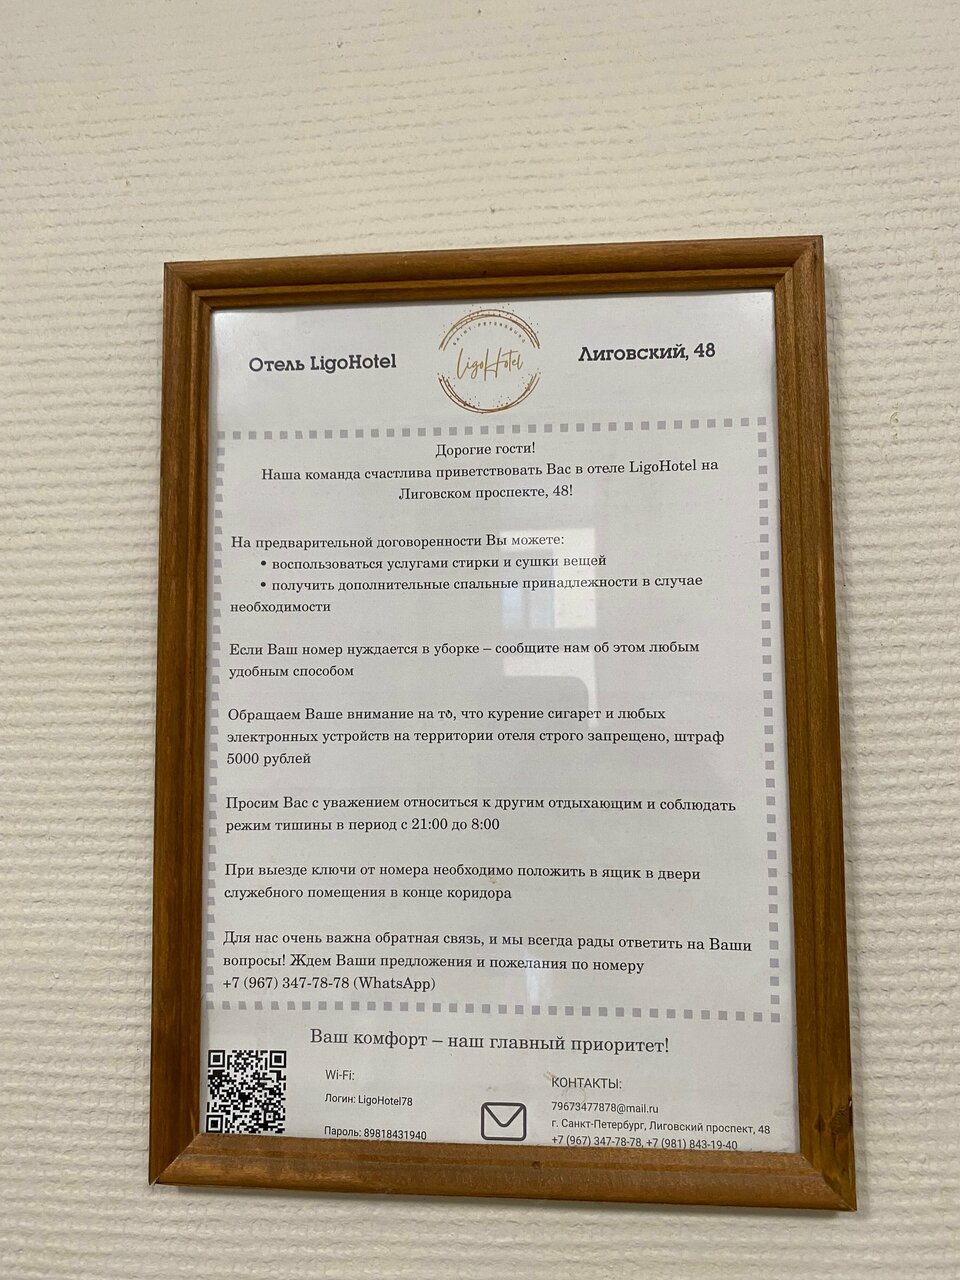 Отель LigoHotel
SAINT-PETERSBURG
LigoHotel
Лиговский, 48
Дорогие гости!
Наша команда счастлива приветствовать Вас в отеле LigoHotel на
Лиговском проспекте, 48!
На предварительной договоренности Вы можете:
• воспользоваться услугами стирки и сушки вещей
• получить дополнительные спальные принадлежности в случае
необходимости
Если Ваш номер нуждается в уборке – сообщите нам об этом любым
удобным способом
Обращаем Ваше внимание на то, что курение сигарет и любых
электронных устройств на территории отеля строго запрещено, штраф
5000 рублей
Просим Вас с уважением относиться к другим отдыхающим и соблюдать
режим тишины в период с 21:00 до 8:00
При выезде ключи от номера необходимо положить в ящик в двери
служебного помещения в конце коридора
Для нас очень важна обратная связь, и мы всегда рады ответить на Ваши
вопросы! Ждем Ваши предложения и пожелания по номеру
+7 (967) 347-78-78 (WhatsApp)
Ваш комфорт – наш главный приоритет!
Wi-Fi:
Логин: LigoHotel78
Пароль: 89818431940
КОНТАКТЫ:
79673477878@mail.ru
г. Санкт-Петербург, Лиговский проспект, 48
+7 (967) 347-78-78, +7 (981) 843-19-40